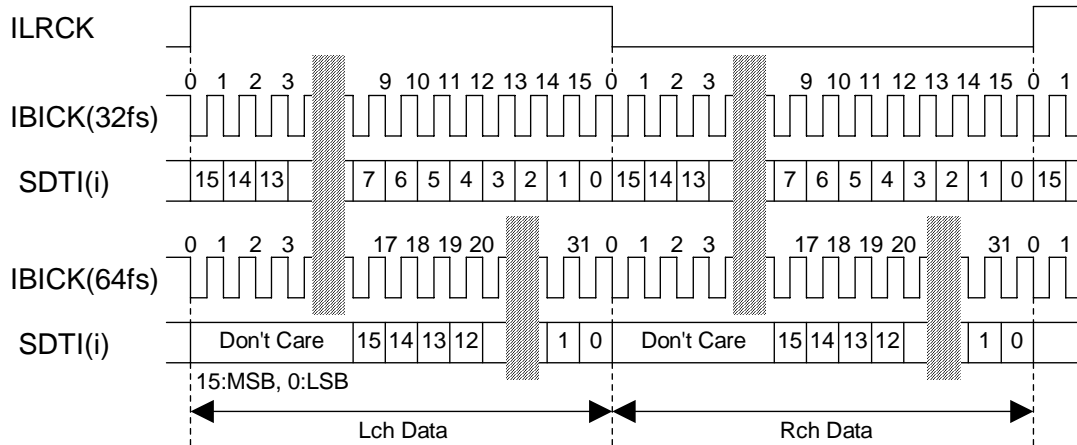 ILRCK
0 1 2 3 9 10 11 12 13 14 15 0 1 2 3 9 10 11 12 13 14 15 0 1
IBICK(32fs)
SDTI(i) 15 14 13 7 6 5 4 3 2 1 0 15 14 13 7 6 5 4 3 2 1 0 15
0 1 2 3 17 18 19 20 31 0 1 2 3 17 18 19 20 31 0 1
IBICK(64fs)
SDTI(i) Don't Care 15 14 13 12 1 0 Don't Care 15 14 13 12 1 0
15:MSB, 0:LSB
Lch Data Rch Data